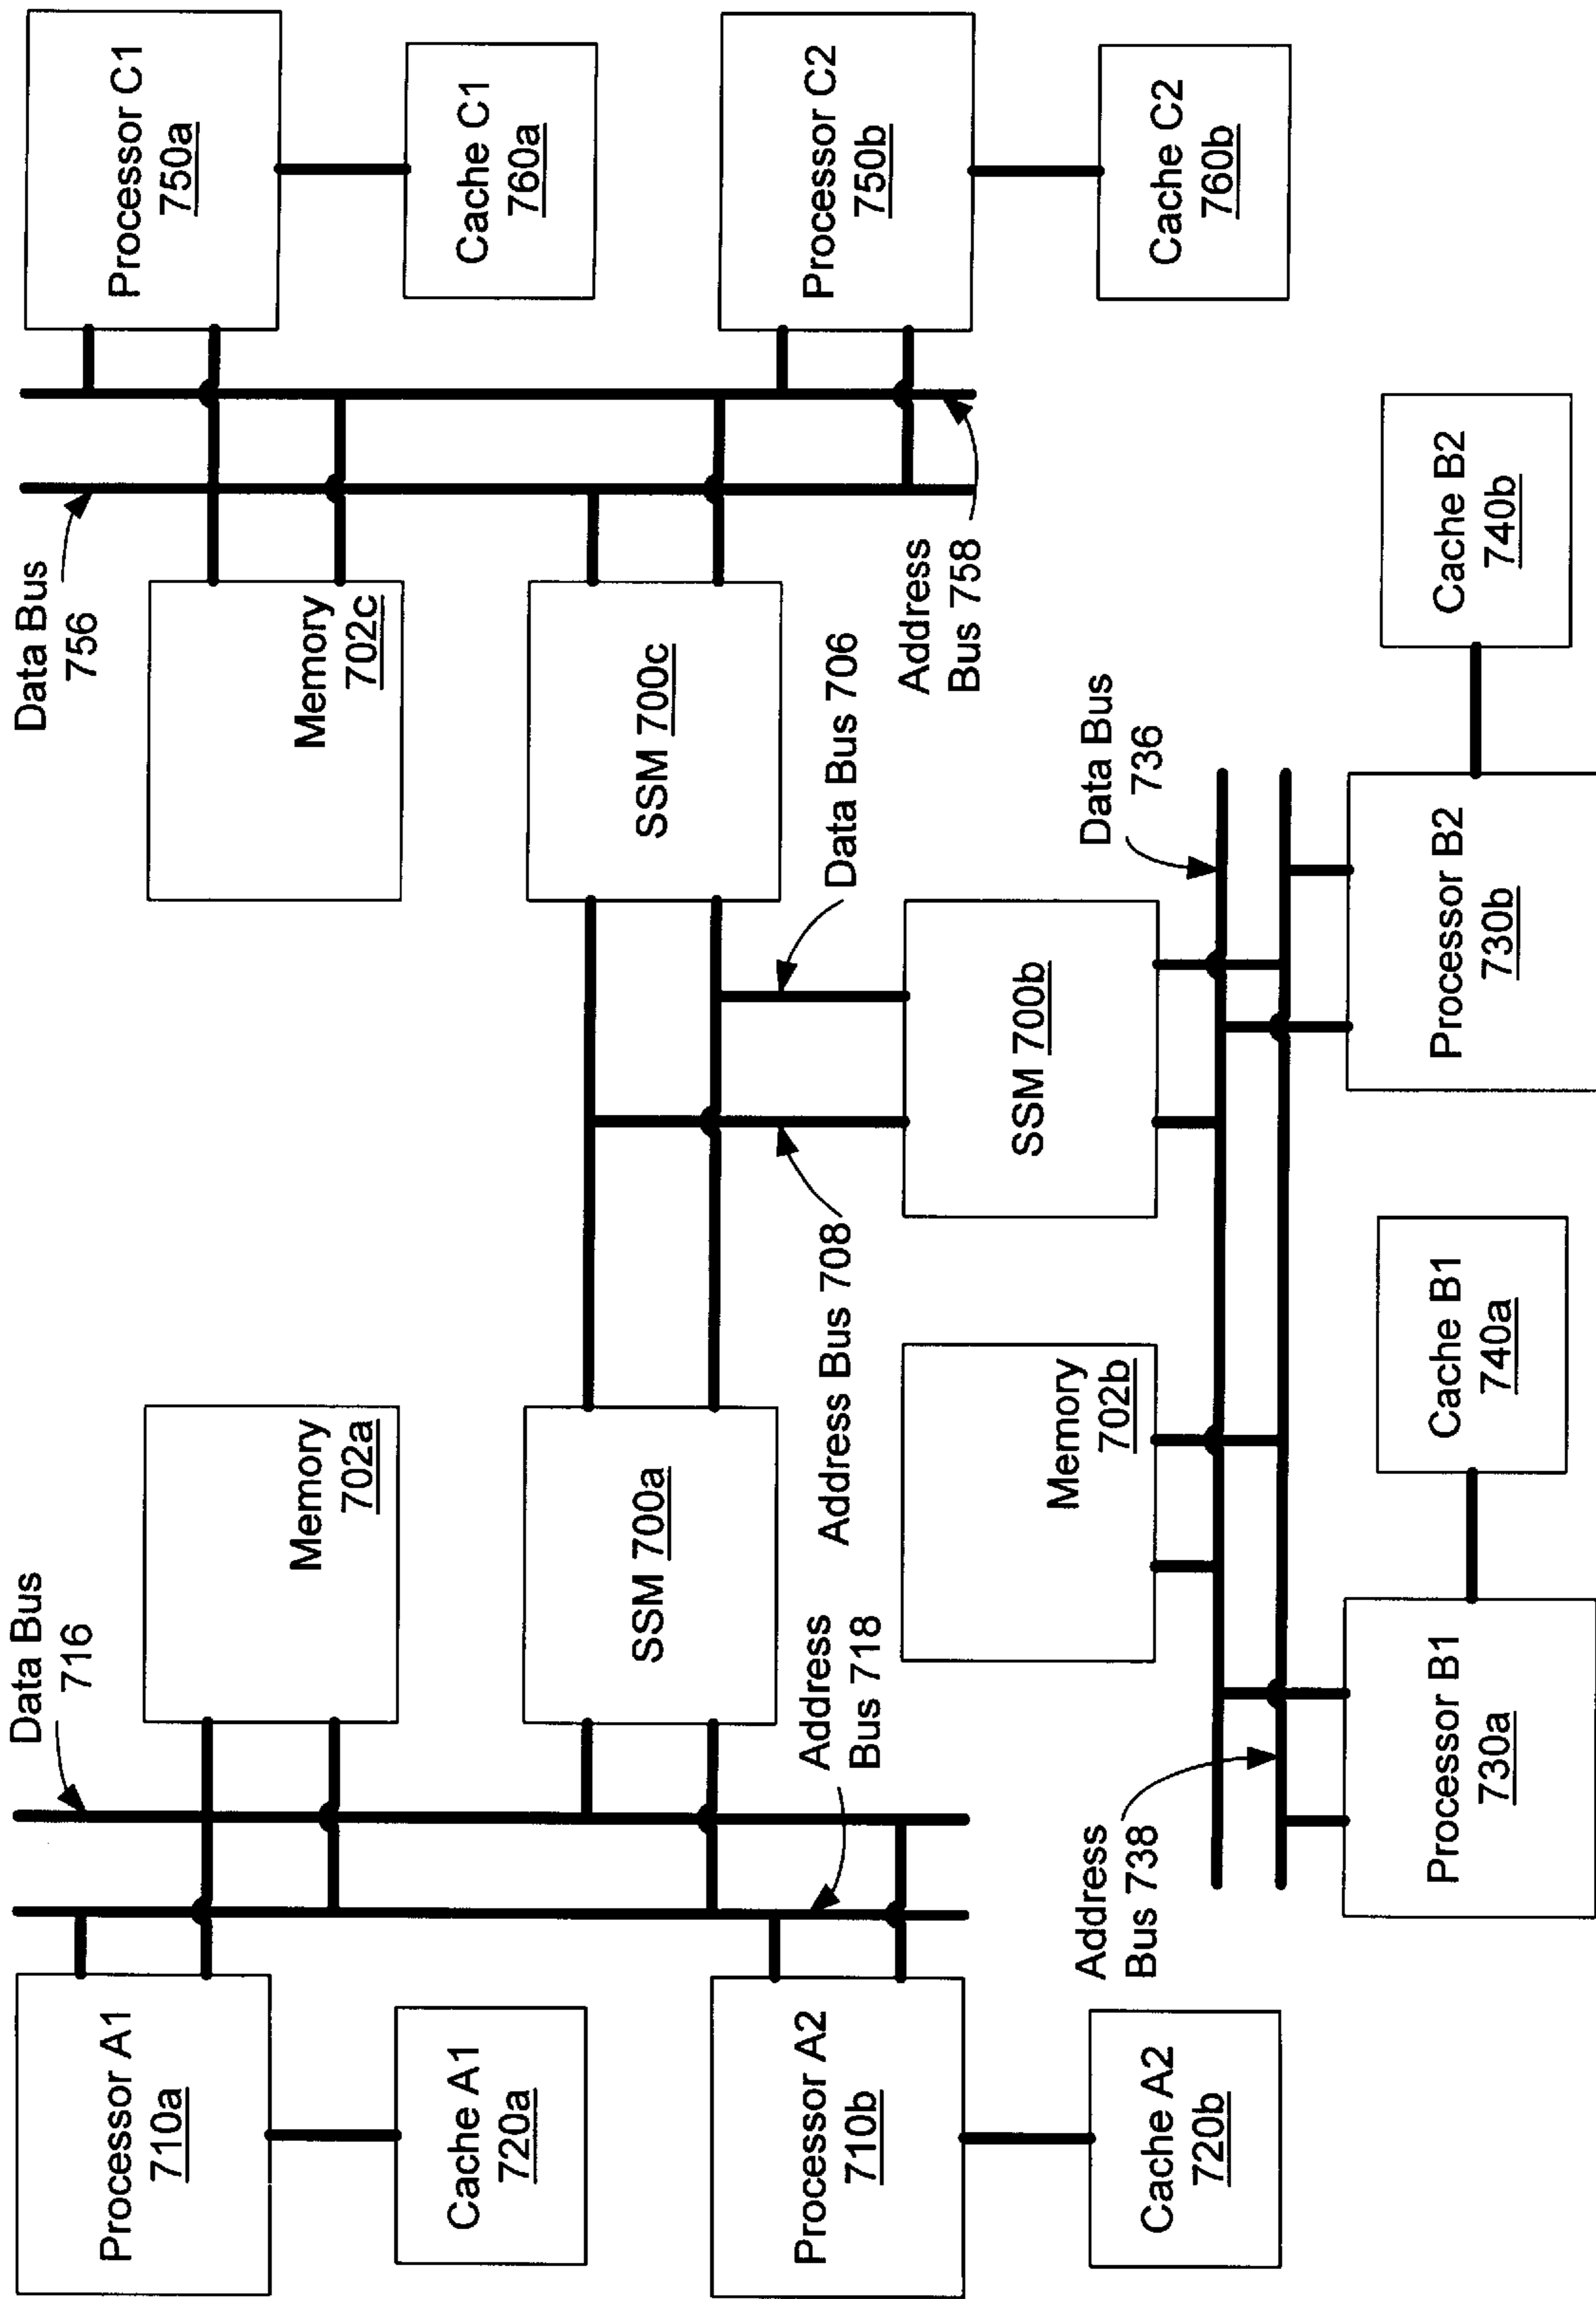 Data Bus
716
Processor A1
710a
Cache A1
720a
Memory
702a
Data Bus
756
Memory
702c
Processor C1
750a
Cache C1
760a
SSM 700a
SSM 700c
Processor A2
710b
Cache A2
720b
Address
Bus 718
Address Bus 708
Data Bus 706
Address
Bus 758
Processor C2
750b
Cache C2
760b
Memory
702b
SSM 700b
Address
Bus 738
Data Bus
736
Processor B1
730a
Cache B1
740a
Processor B2
730b
Cache B2
740b